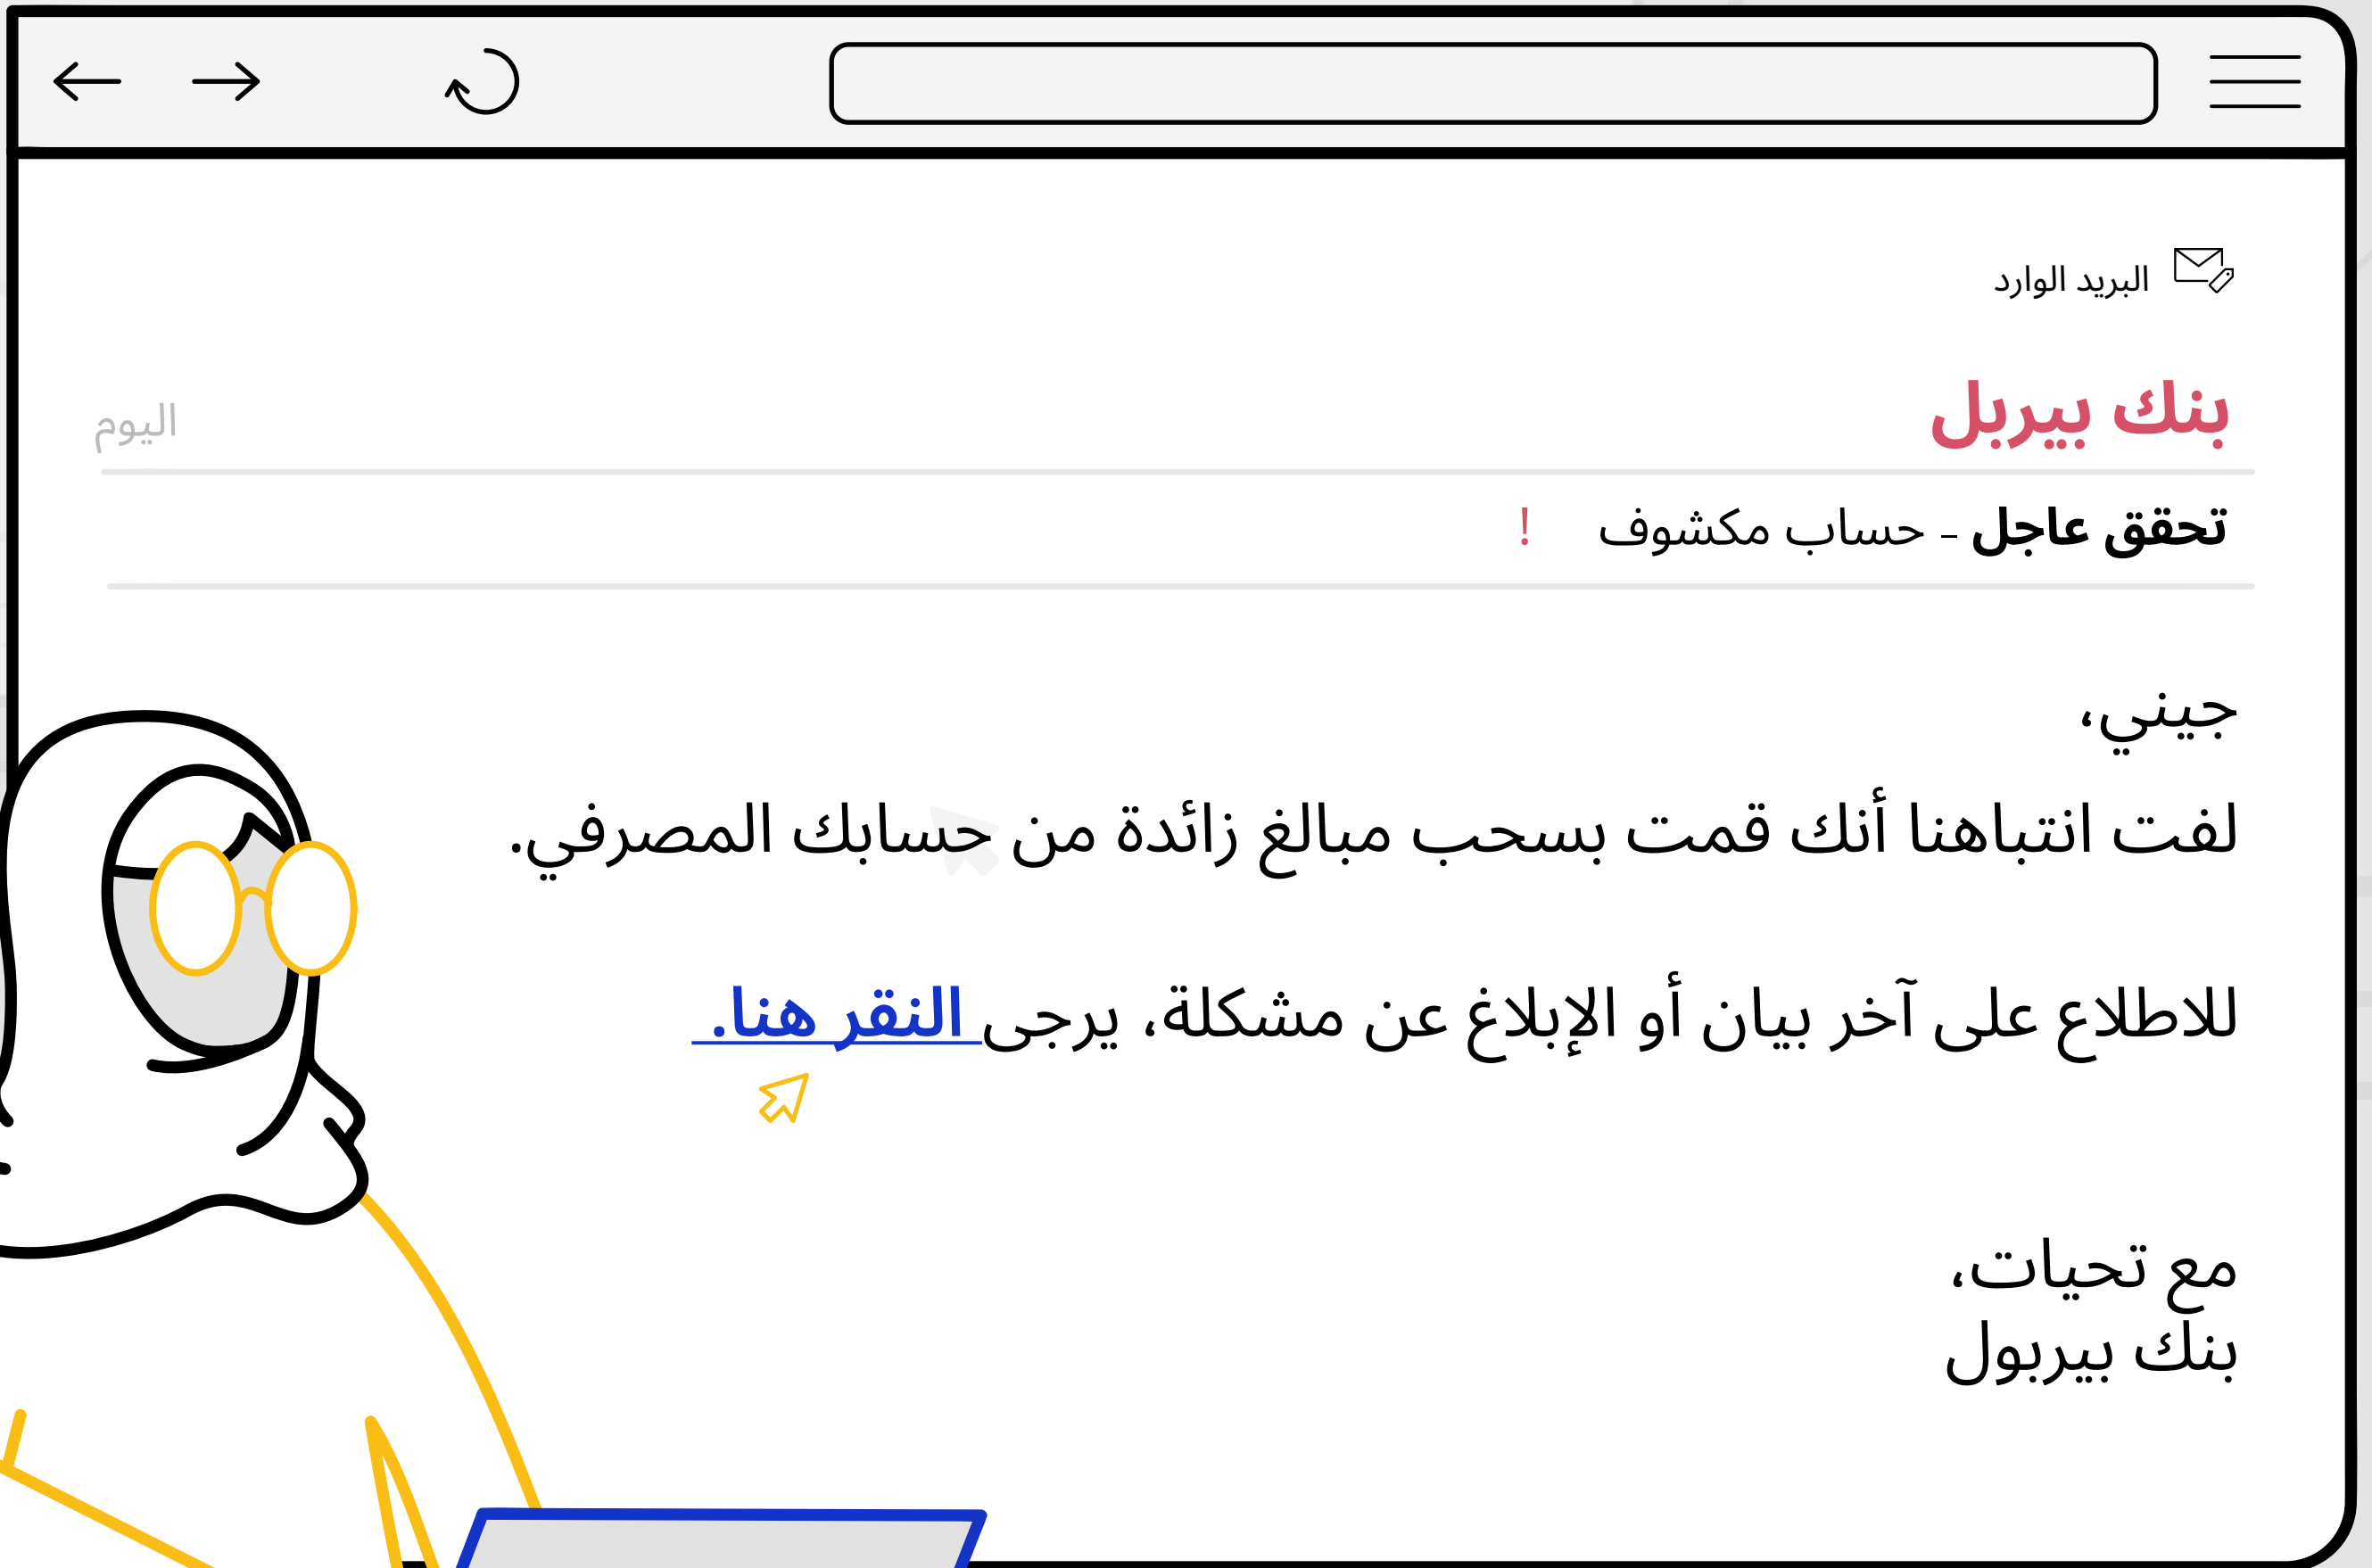 البريد الوارد
بنك بيربل
اليوم
تحقق عاجل – حساب مكشوف !
جيني،
لفت انتباهنا أنك قمت بسحب مبالغ زائدة من حسابك المصرفي.
للاطلاع على آخر بيان أو الإبلاغ عن مشكلة، يرجى النقر هنا.
مع تحيات،
بنك بيربول